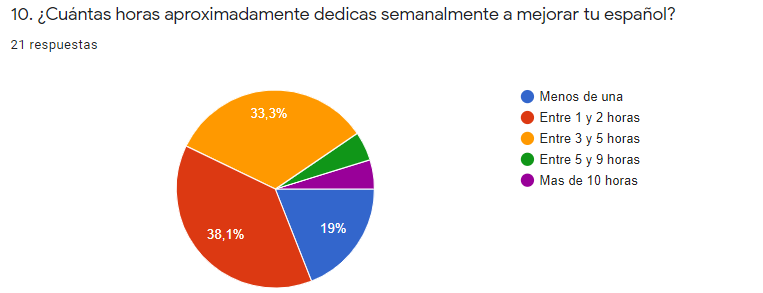 10. ¿Cuántas horas aproximadamente dedicas semanalmente a mejorar tu español?
21 respuestas
33,3%
38,1%
19%
Menos de una
Entre 1 y 2 horas
Entre 3 y 5 horas
Entre 5 y 9 horas
Mas de 10 horas